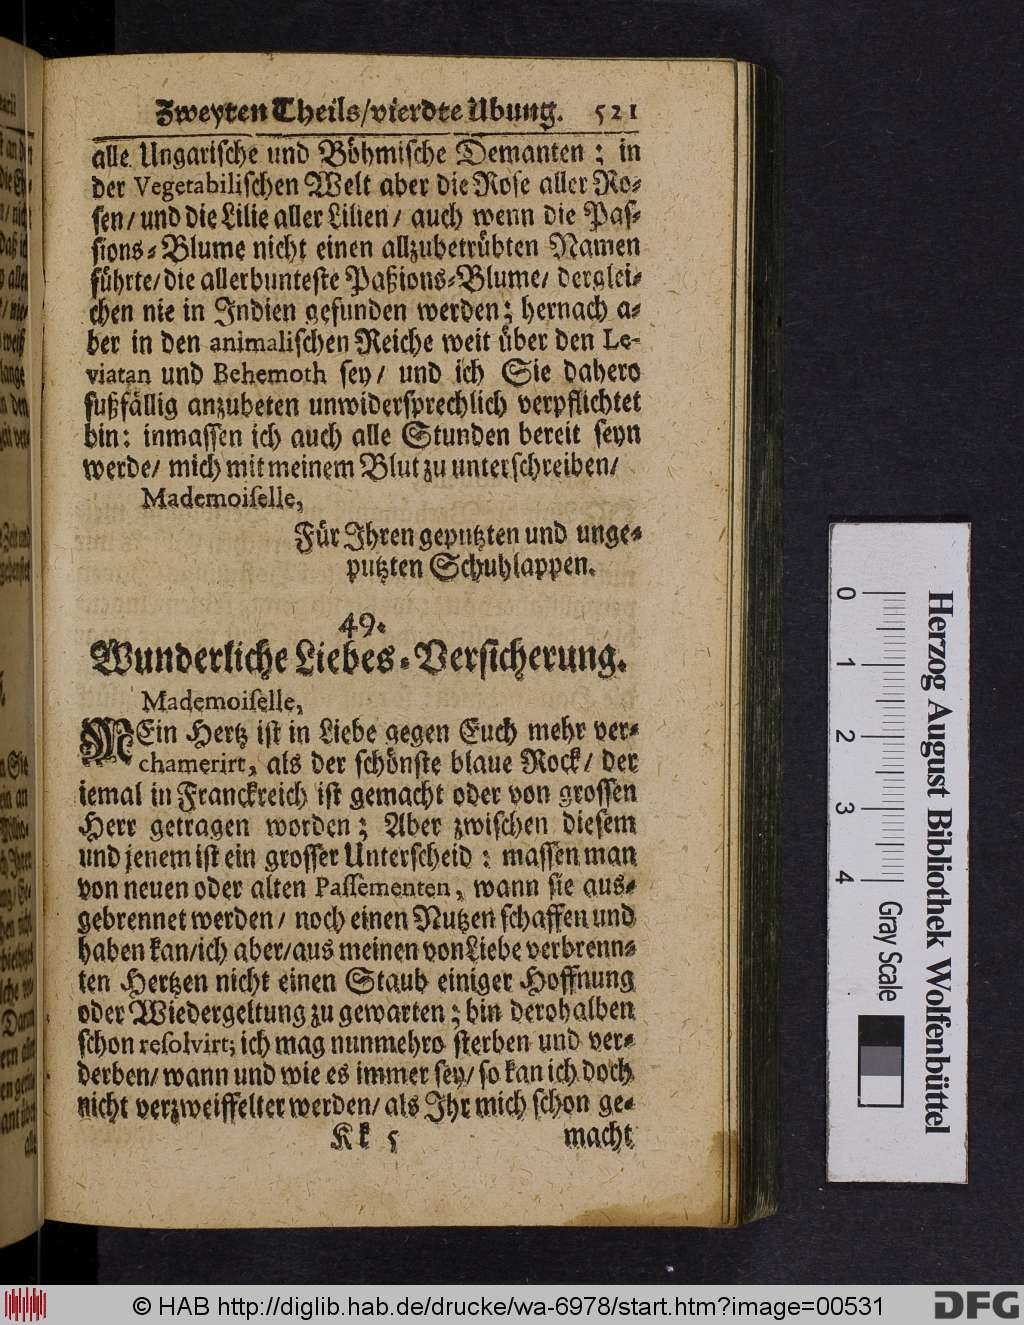 Zweyten Theils/vierdte Ubung. 521
alle Ungarische und Böhmische Demanten; in
der Vegetabilischen Welt aber die Rose aller Ro-
sen/ und die Lilie aller Lilien/ auch wenn die Pas-
sions-Blume nicht einen allzubetrübten Namen
führte/ die allerbunteste Paßions-Blume/ derglei-
chen nie in Indien gefunden werden; hernach a-
ber in den animalischen Reiche weit über den Le-
viatan und Behemoth sey/ und ich Sie dahero
fußfällig anzubeten unwidersprechlich verpflichtet
bin: inmassen ich auch alle Stunden bereit seyn
werde/ mich mit meinem Blut zu unterschreiben/
Mademoiselle,
Für Ihren geputzten und unge-
putzten Schuhlappen.
49.
Wunderliche Liebes-Versicherung.
Mademoiselle,
MEin Hertz ist in Liebe gegen Euch mehr ver-
chamerirt, als der schönste blaue Rock/ der
iemal in Franckreich ist gemacht oder von grossen
Herr getragen worden; Aber zwischen diesem
und jenem ist ein grosser Unterscheid: massen man
von neuen oder alten Passementen, wann sie aus-
gebrennet werden/ noch einen Nutzen schaffen und
haben kan/ich aber/aus meinen von Liebe verbrenn-
ten Hertzen nicht einen Staub einiger Hoffnung
oder Wiedergeltung zu gewarten; bin derohalben
schon resolvirt; ich mag nunmehro sterben und ver-
derben/ wann und wie es immer sey/ so kan ich doch
nicht verzweiffelter werden/ als Ihr mich schon ge-
Kk 5 macht
Herzog August Bibliothek Wolfenbüttel
0 1 2 3 4 Gray Scale
© HAB http://diglib.hab.de/drucke/wa-6978/start.htm?image=00531 DFG